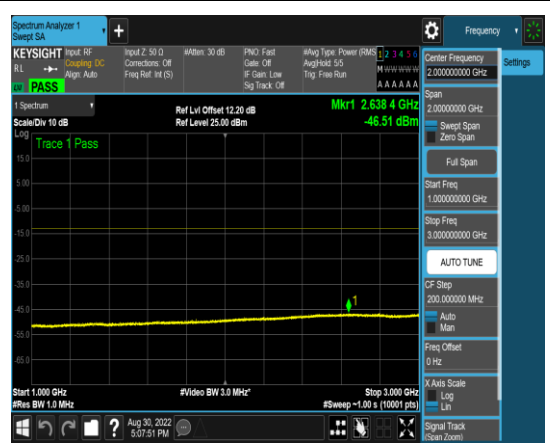 Spectrum Analyzer 1
Swept SA
Frequency
KEYSIGHT
RL
Input: RF
Coupling: DC
Align: Auto
Input Z: 50 Ω
Corrections: Off
Freq Ref: Int (S)
#Atten: 30 dB
PNO: Fast
Gate: Off
IF Gain: Low
Sig Track: Off
#Avg Type: Power (RMS
Avg|Hold: 5/5
Trig: Free Run
1 2 3 4 5 6
M W W W W W
A A A A A A
PASS
1 Spectrum
Scale/Div 10 dB
Ref Lvl Offset 12.20 dB
Ref Level 25.00 dBm
Mkr1 2.638 4 GHz
-46.51 dBm
Log
Trace 1 Pass
15.0
5.00
-5.00
-15.0
-25.0
-35.0
-45.0
-55.0
-65.0
1
Start 1.000 GHz
#Res BW 1.0 MHz
#Video BW 3.0 MHz*
Stop 3.000 GHz
#Sweep ~1.00 s (10001 pts)
Aug 30, 2022
5:07:51 PM
Center Frequency
2.000000000 GHz
Settings
Span
2.00000000 GHz
Swept Span
Zero Span
Full Span
Start Freq
1.000000000 GHz
Stop Freq
3.000000000 GHz
AUTO TUNE
CF Step
200.000000 MHz
Auto
Man
Freq Offset
0 Hz
X Axis Scale
Log
Lin
Signal Track
(Span Zoom)